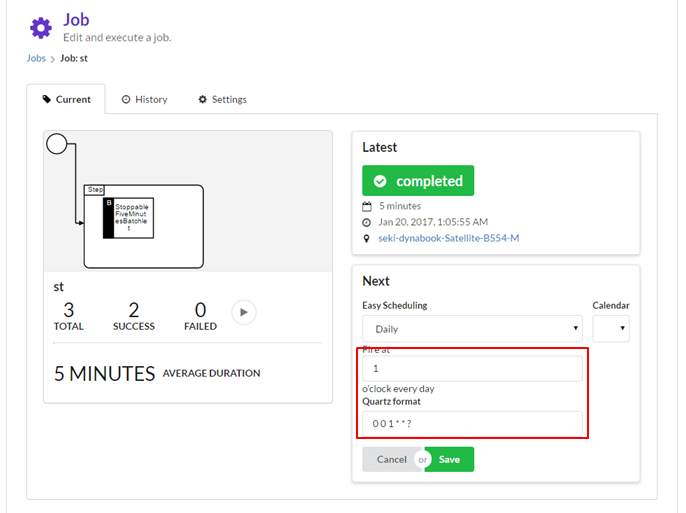 Job
Edit and execute a job.
Jobs > Job: st
Current History Settings
Step
B
Stoppable
FiveMinut
esBatchle
t
st
3 2 0
TOTAL SUCCESS FAILED
5 MINUTES AVERAGE DURATION
Latest
completed
5 minutes
Jan 20, 2017, 1:05:55 AM
seki-dynabook-Satellite-B554-M
Next
Easy Scheduling Calendar
Daily
Fire at
1
o'clock every day
Quartz format
0 0 1 * * ?
Cancel or Save